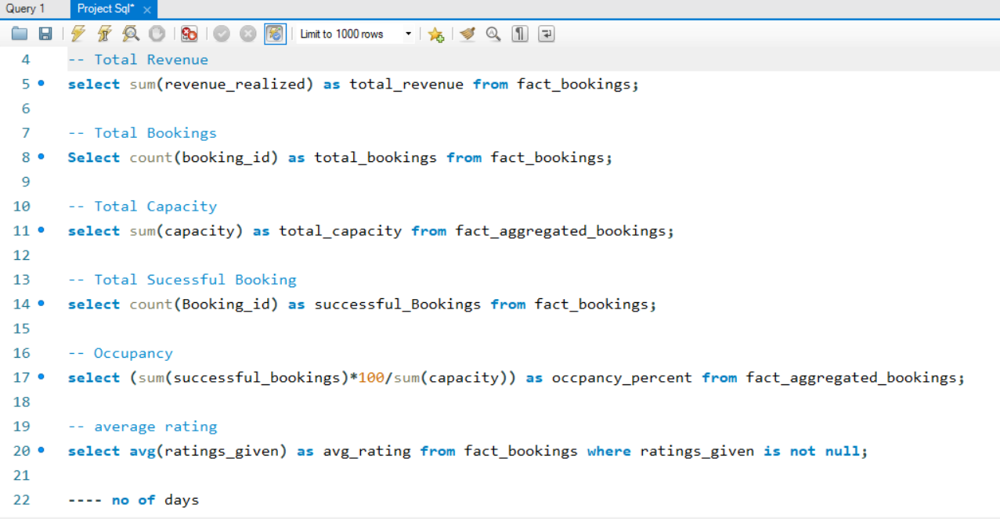 Query 1
Project Sql*
Limit to 1000 rows
4 -- Total Revenue
5 select sum(revenue_realized) as total_revenue from fact_bookings;
6
7 -- Total Bookings
8 Select count(booking_id) as total_bookings from fact_bookings;
9
10 -- Total Capacity
11 select sum(capacity) as total_capacity from fact_aggregated_bookings;
12
13 -- Total Sucessful Booking
14 select count(Booking_id) as successful_Bookings from fact_bookings;
15
16 -- Occupancy
17 select (sum(successful_bookings)*100/sum(capacity)) as occpancy_percent from fact_aggregated_bookings;
18
19 -- average rating
20 select avg(ratings_given) as avg_rating from fact_bookings where ratings_given is not null;
21
22 ---- no of days